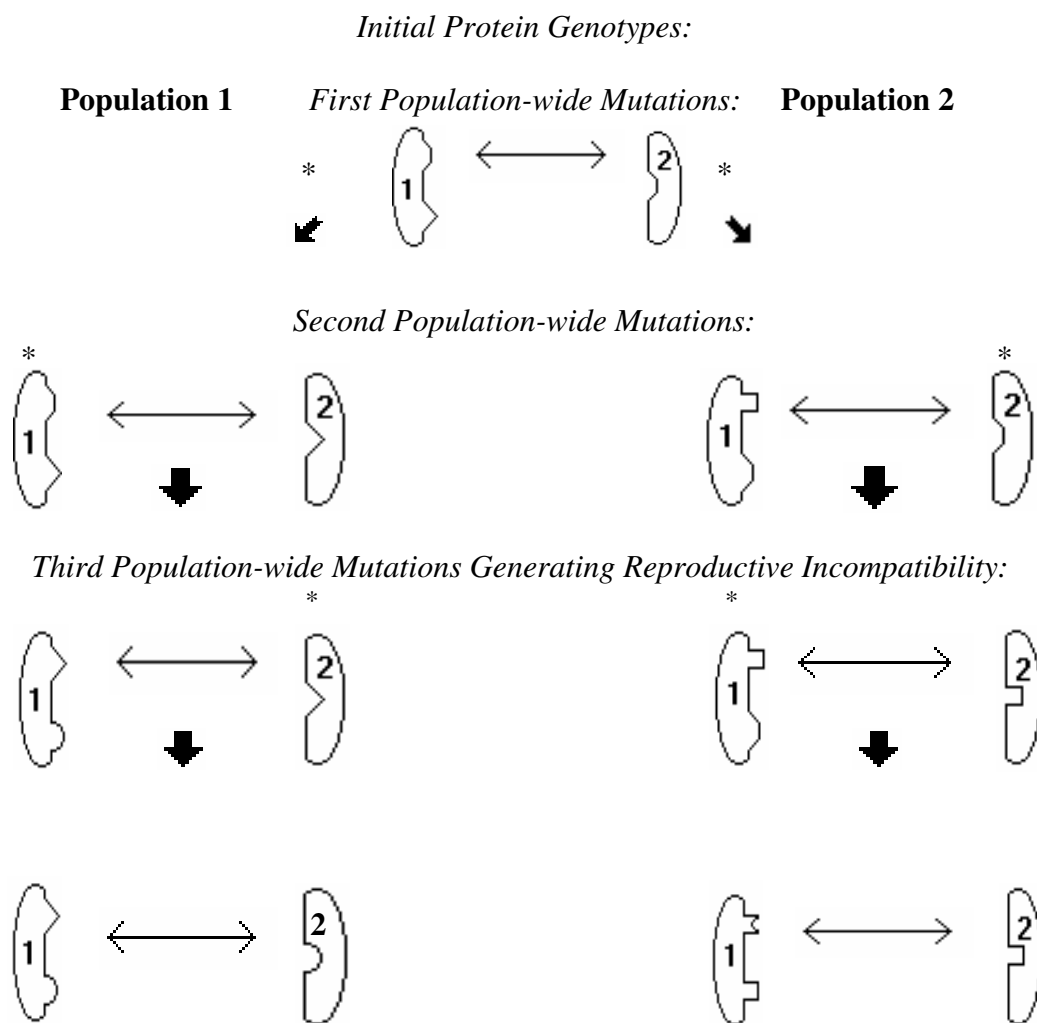 Initial Protein Genotypes:
Population 1 First Population-wide Mutations: Population 2
* 1 2 *
Second Population-wide Mutations:
* *
1 2 1 2
Third Population-wide Mutations Generating Reproductive Incompatibility:
* *
1 2 1 2
1 2 1 2